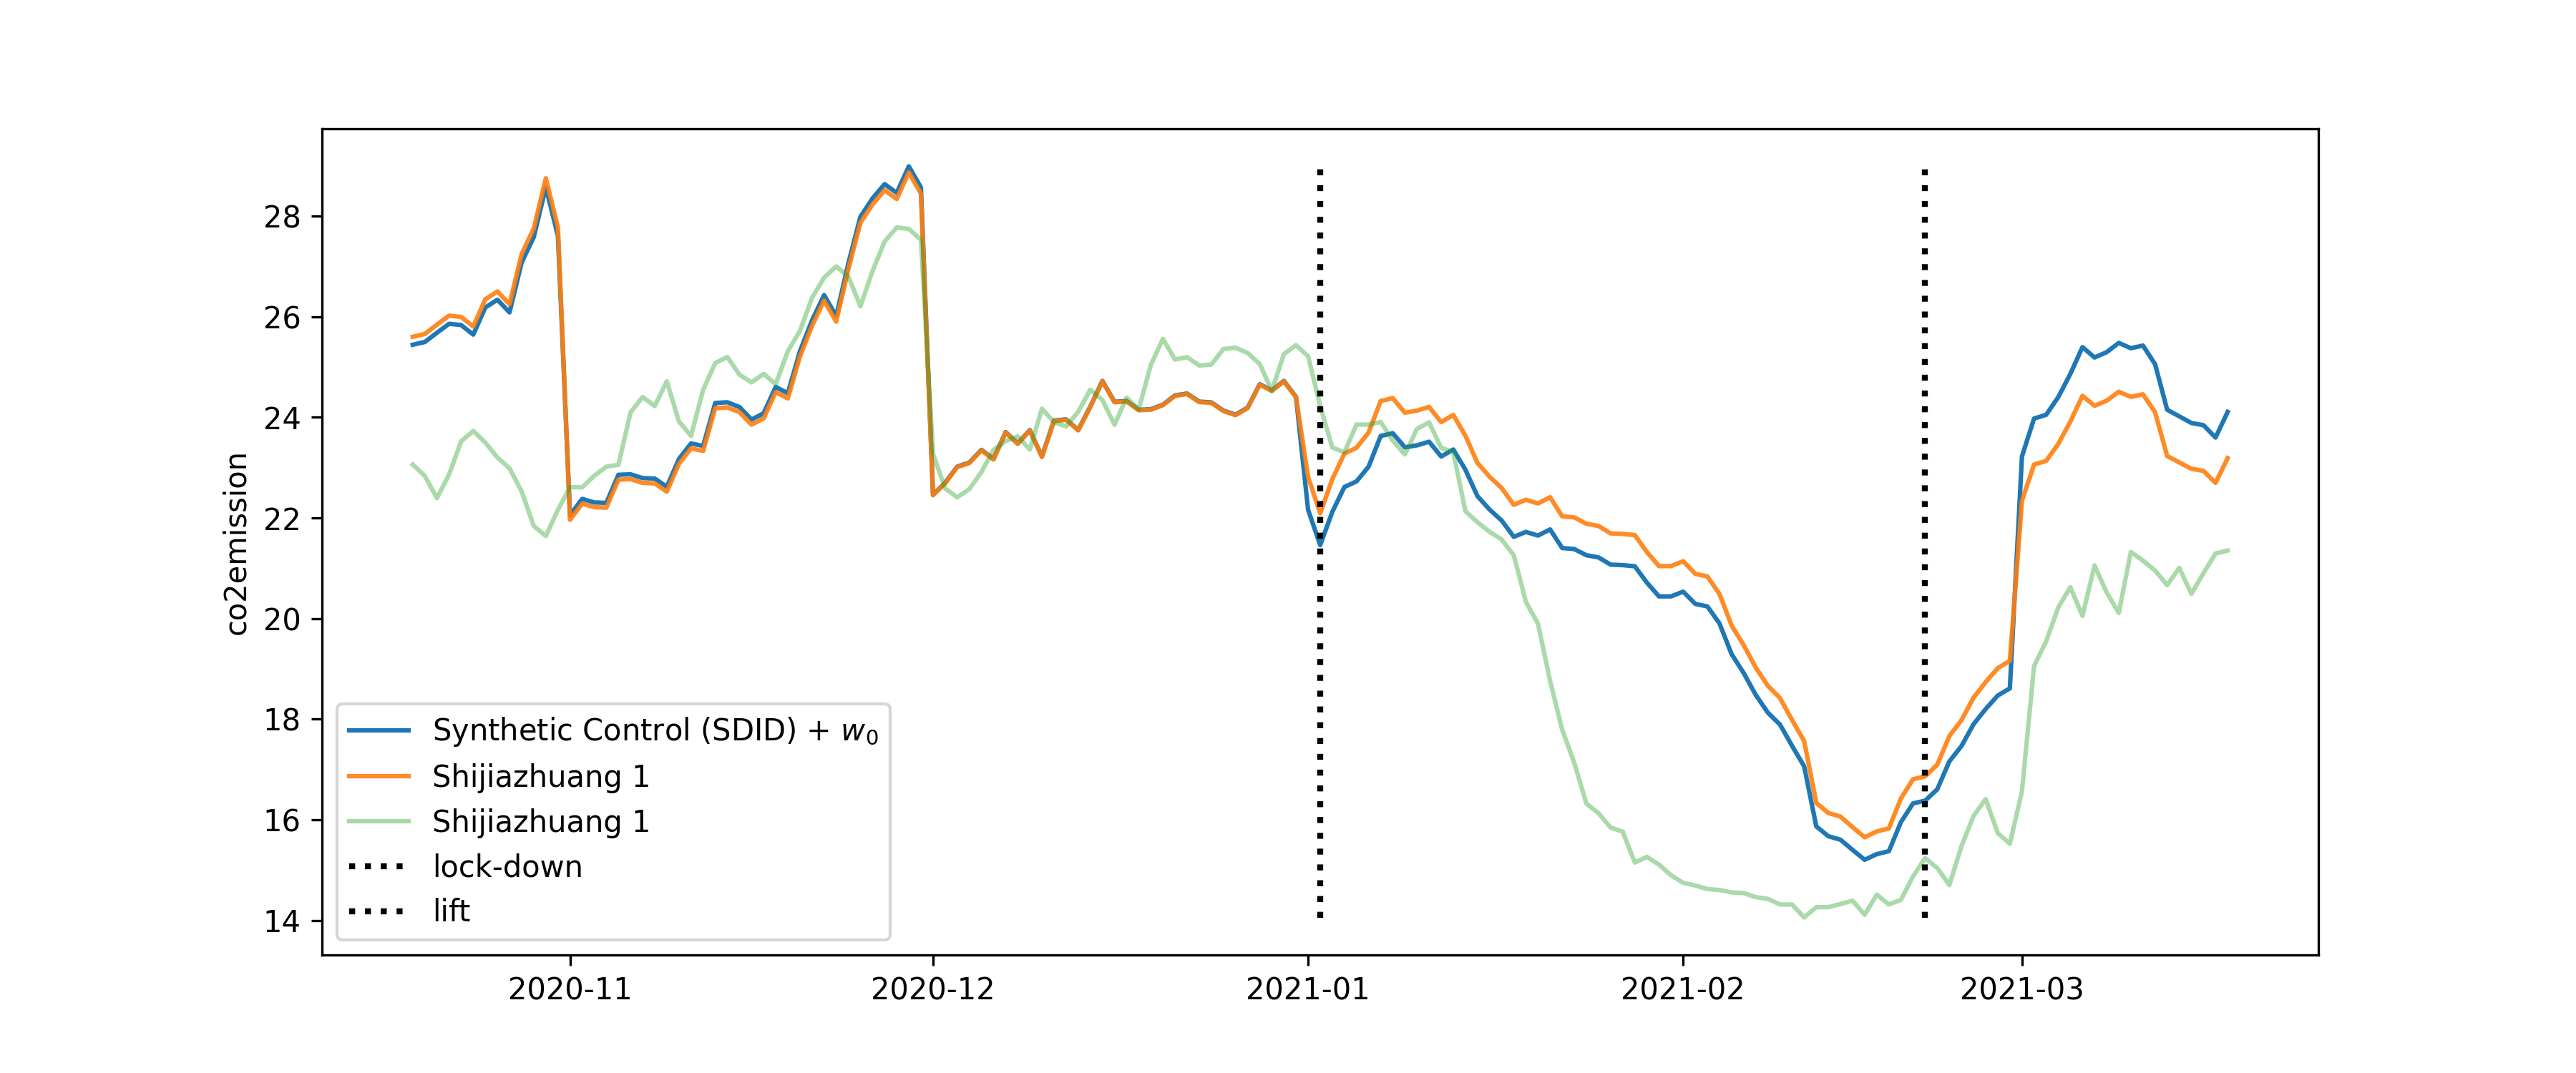 28
26
24
22
20
18
16
14
co2emission
Synthetic Control (SDID) + w₀
Shijiazhuang 1
Shijiazhuang 1
lock-down
lift
2020-11 2020-12 2021-01 2021-02 2021-03